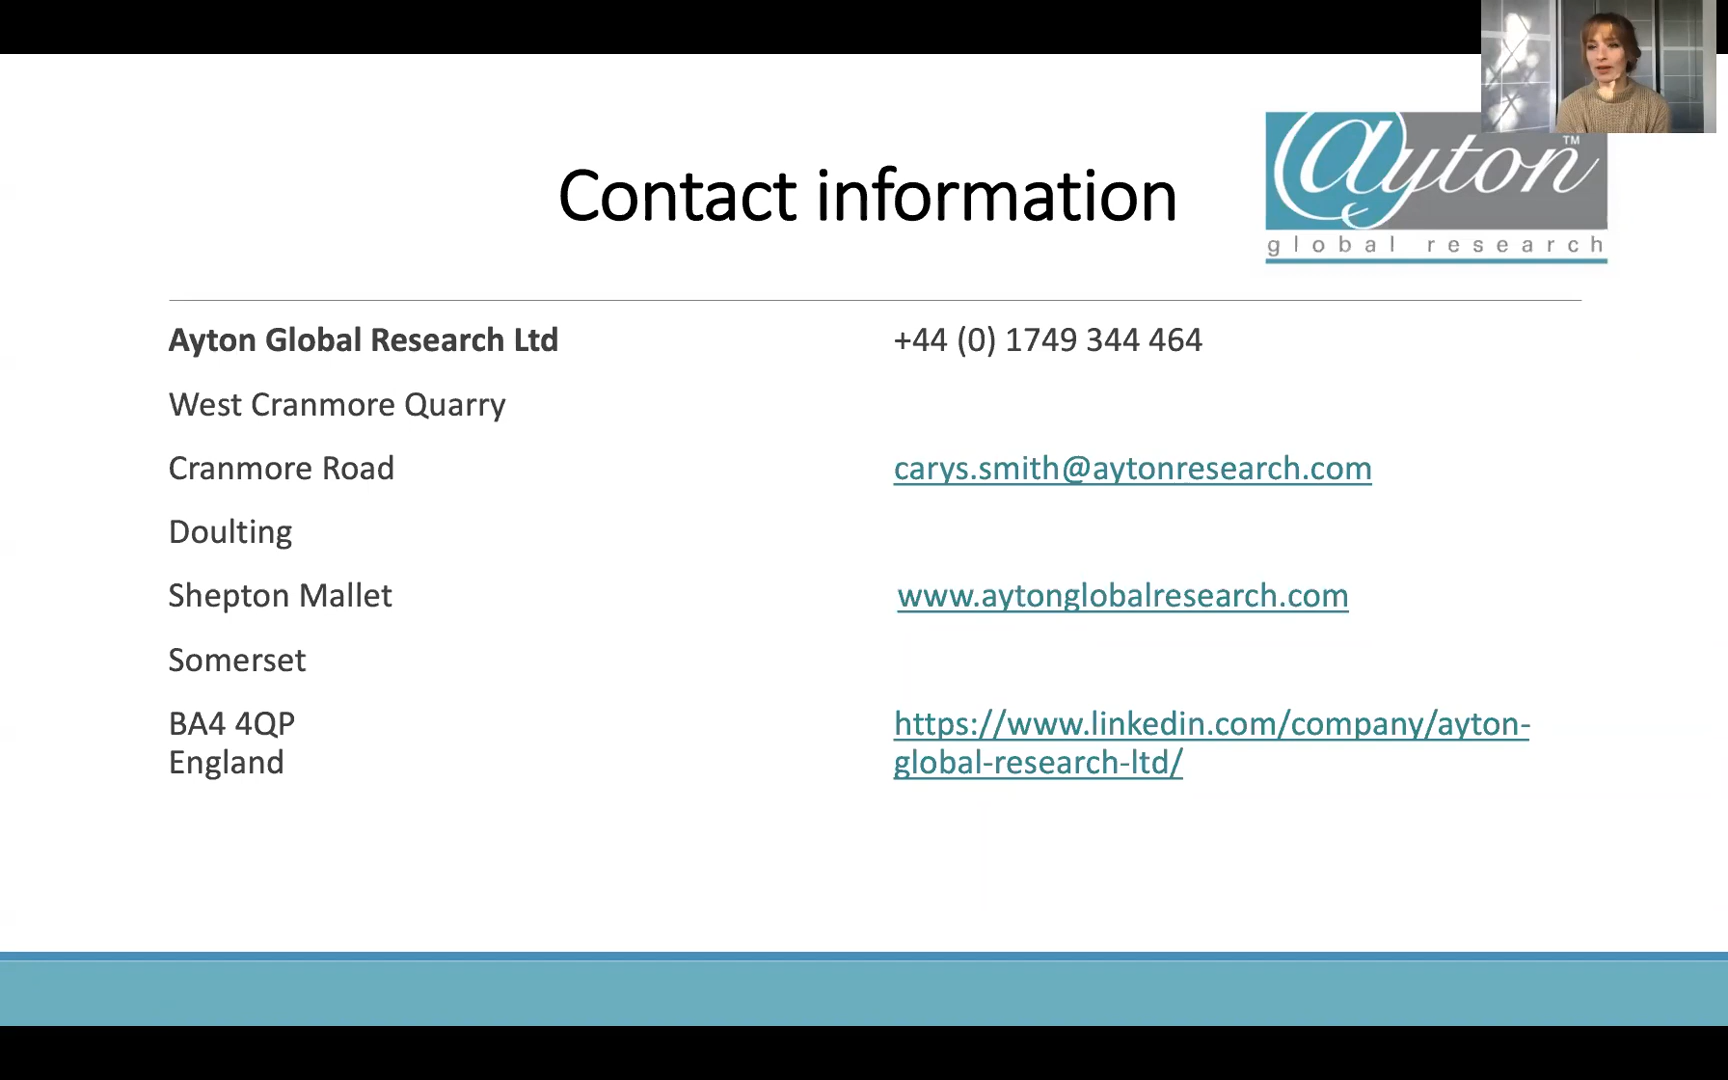 Contact information
ayton™
global research
Ayton Global Research Ltd
West Cranmore Quarry
Cranmore Road
Doulting
Shepton Mallet
Somerset
BA4 4QP
England
+44 (0) 1749 344 464
carys.smith@aytonresearch.com
www.aytonglobalresearch.com
https://www.linkedin.com/company/ayton-
global-research-ltd/